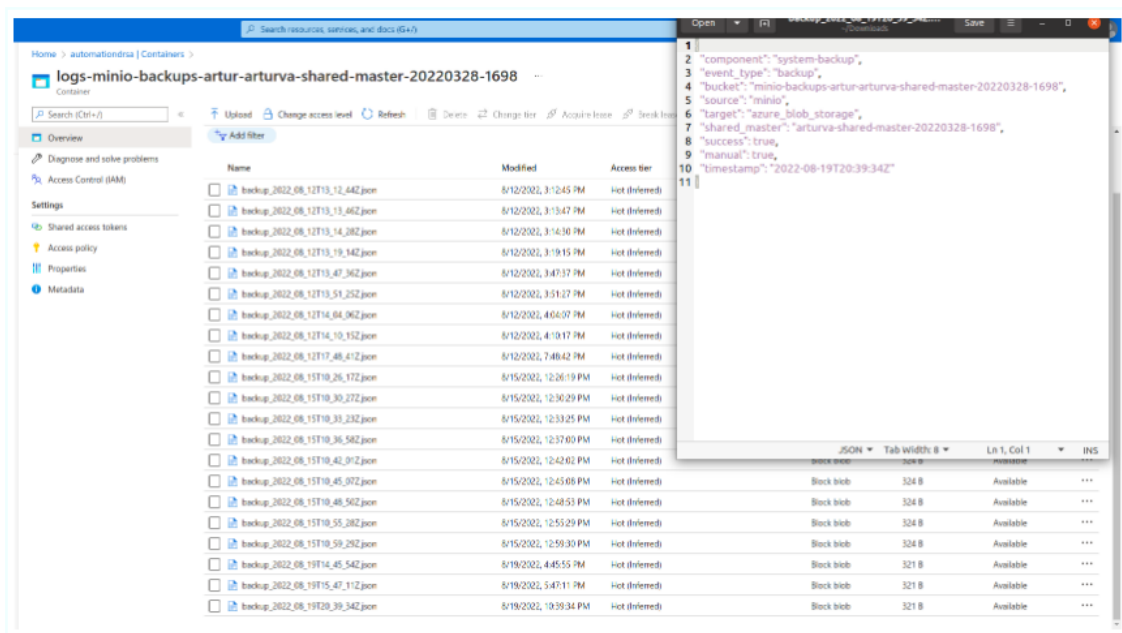 Search resources, services, and docs (G+/)
Home > automationdrsa | Containers >
logs-minio-backups-artur-arturva-shared-master-20220328-1698 ...
Container
Search (Ctrl+/) «
Upload Change access level Refresh Delete Change tier Acquire lease Break
Overview
Diagnose and solve problems
Access Control (IAM)
Settings
Shared access tokens
Access policy
Properties
Metadata
Add filter
Name Modified Access tier
backup_2022_08_12T13_12_44Z.json 8/12/2022, 3:12:45 PM Hot (Inferred)
backup_2022_08_12T13_13_46Z.json 8/12/2022, 3:13:47 PM Hot (Inferred)
backup_2022_08_12T13_14_28Z.json 8/12/2022, 3:14:30 PM Hot (Inferred)
backup_2022_08_12T13_19_14Z.json 8/12/2022, 3:19:15 PM Hot (Inferred)
backup_2022_08_12T13_47_36Z.json 8/12/2022, 3:47:37 PM Hot (Inferred)
backup_2022_08_12T13_51_25Z.json 8/12/2022, 3:51:27 PM Hot (Inferred)
backup_2022_08_12T14_04_06Z.json 8/12/2022, 4:04:07 PM Hot (Inferred)
backup_2022_08_12T14_10_15Z.json 8/12/2022, 4:10:17 PM Hot (Inferred)
backup_2022_08_12T17_48_41Z.json 8/12/2022, 7:48:42 PM Hot (Inferred)
backup_2022_08_15T10_26_17Z.json 8/15/2022, 12:26:19 PM Hot (Inferred)
backup_2022_08_15T10_30_27Z.json 8/15/2022, 12:30:29 PM Hot (Inferred)
backup_2022_08_15T10_33_23Z.json 8/15/2022, 12:33:25 PM Hot (Inferred)
backup_2022_08_15T10_36_58Z.json 8/15/2022, 12:37:00 PM Hot (Inferred)
backup_2022_08_15T10_42_01Z.json 8/15/2022, 12:42:02 PM Hot (Inferred) Block blob 324 B Available
backup_2022_08_15T10_45_07Z.json 8/15/2022, 12:45:08 PM Hot (Inferred) Block blob 324 B Available ...
backup_2022_08_15T10_48_50Z.json 8/15/2022, 12:48:53 PM Hot (Inferred) Block blob 324 B Available ...
backup_2022_08_15T10_55_28Z.json 8/15/2022, 12:55:29 PM Hot (Inferred) Block blob 324 B Available ...
backup_2022_08_15T10_59_29Z.json 8/15/2022, 12:59:30 PM Hot (Inferred) Block blob 324 B Available ...
backup_2022_08_19T14_45_54Z.json 8/19/2022, 4:45:55 PM Hot (Inferred) Block blob 321 B Available ...
backup_2022_08_19T15_47_11Z.json 8/19/2022, 5:47:11 PM Hot (Inferred) Block blob 321 B Available ...
backup_2022_08_19T20_39_34Z.json 8/19/2022, 10:39:34 PM Hot (Inferred) Block blob 321 B Available ...
Open Save
~/Downloads
1
2 "component": "system-backup",
3 "event_type": "backup",
4 "bucket": "minio-backups-artur-arturva-shared-master-20220328-1698",
5 "source": "minio",
6 "target": "azure_blob_storage",
7 "shared_master": "arturva-shared-master-20220328-1698",
8 "success": true,
9 "manual": true,
10 "timestamp": "2022-08-19T20:39:34Z"
11
JSON Tab Width: 8 Ln 1, Col 1 INS